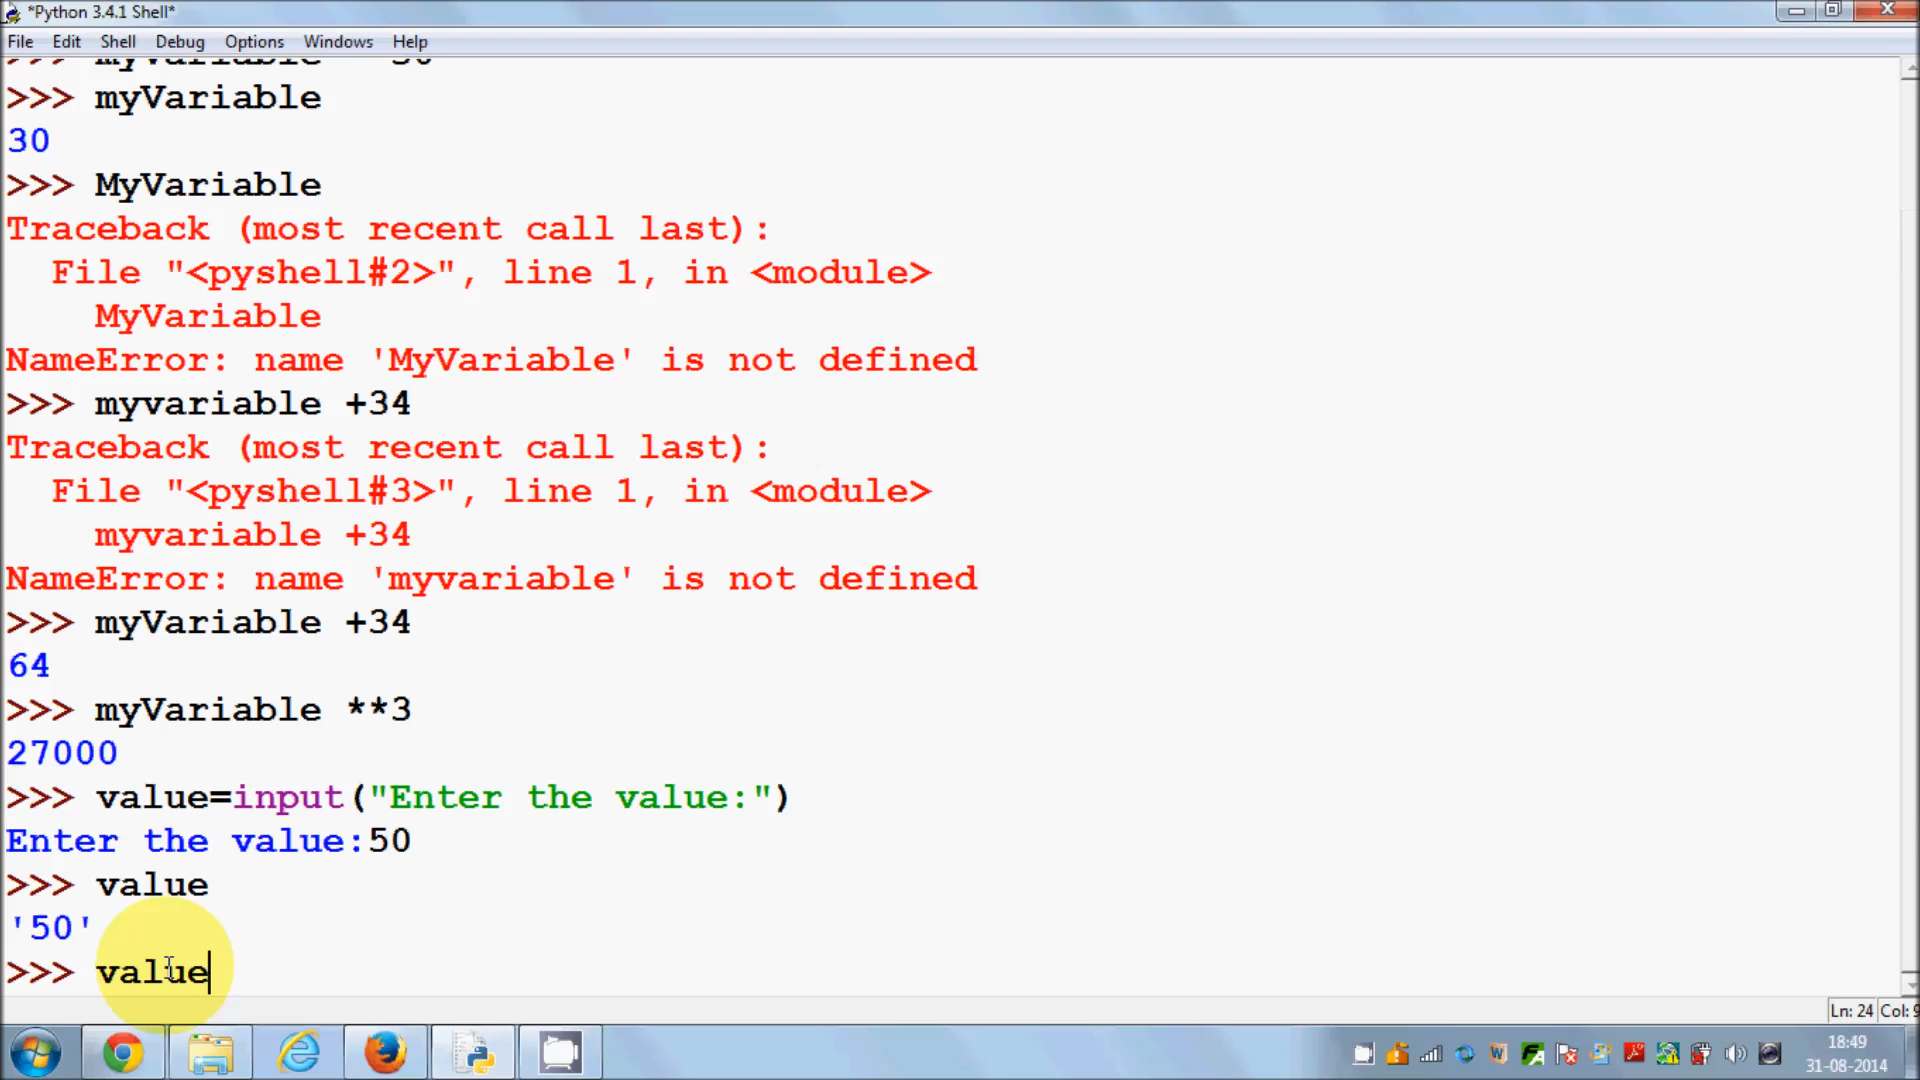 *Python 3.4.1 Shell*
File Edit Shell Debug Options Windows Help
>>> myVariable
30
>>> MyVariable
Traceback (most recent call last):
  File "<pyshell#2>", line 1, in <module>
    MyVariable
NameError: name 'MyVariable' is not defined
>>> myvariable +34
Traceback (most recent call last):
  File "<pyshell#3>", line 1, in <module>
    myvariable +34
NameError: name 'myvariable' is not defined
>>> myVariable +34
64
>>> myVariable **3
27000
>>> value=input("Enter the value:")
Enter the value:50
>>> value
'50'
>>> value
Ln: 24 Col: 9
18:49
31-08-2014